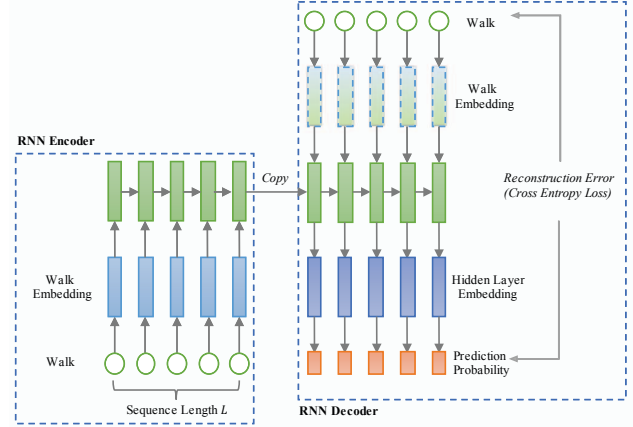 Walk
Walk
Embedding
RNN Encoder
Copy
Reconstruction Error
(Cross Entropy Loss)
Walk
Embedding
Hidden Layer
Embedding
Walk
Prediction
Probability
Sequence Length L
RNN Decoder